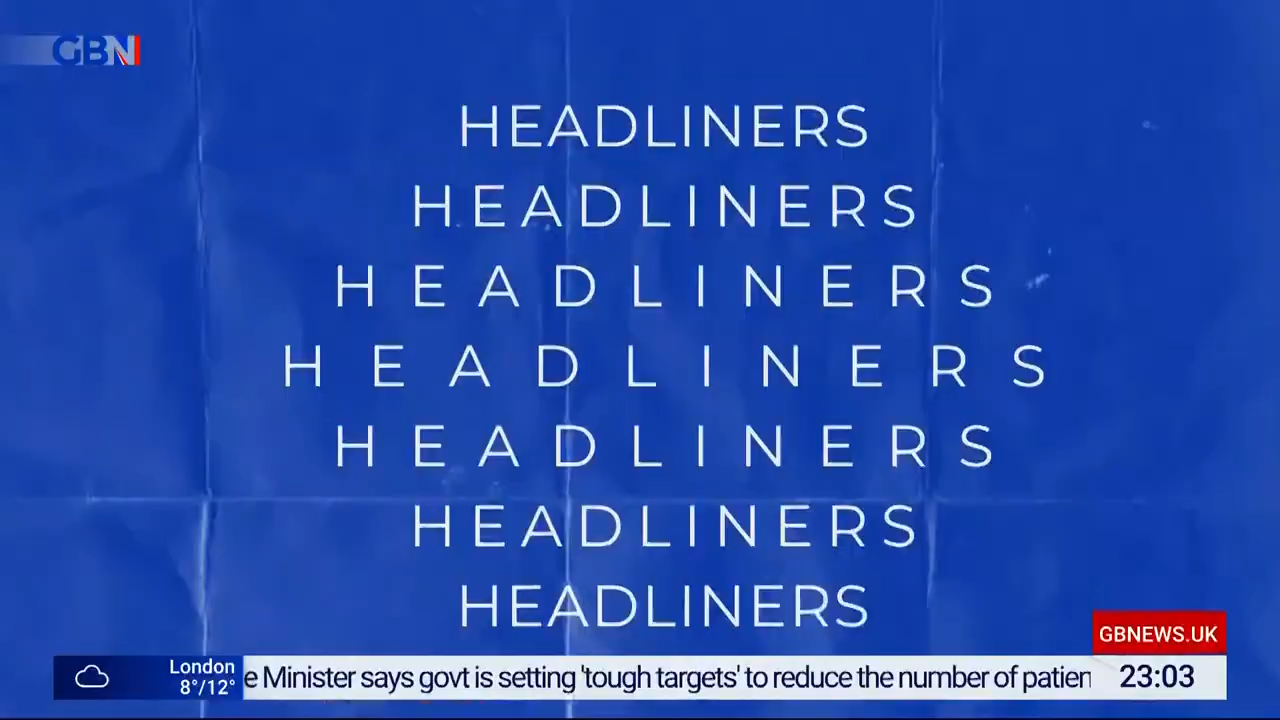 GBN
HEADLINERS
HEADLINERS
HEADLINERS
HEADLINERS
HEADLINERS
HEADLINERS
HEADLINERS
GBNEWS.UK
London
8°/12°
e Minister says govt is setting 'tough targets' to reduce the number of patien
23:03